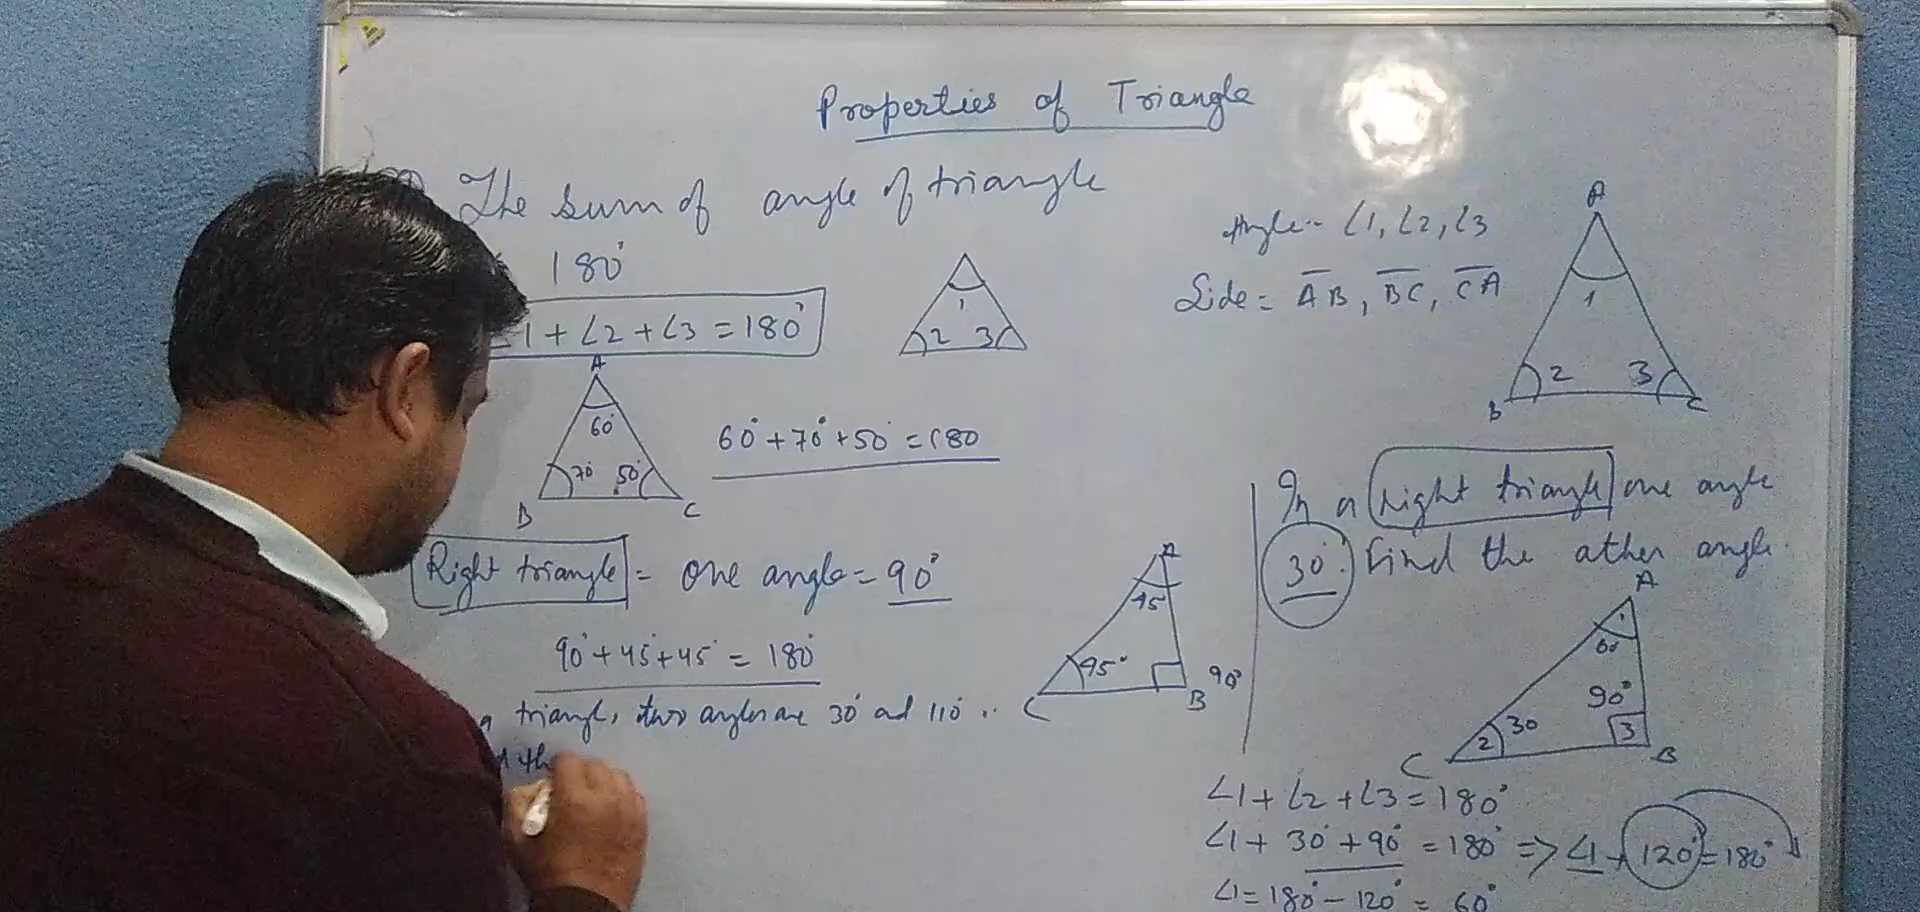 Properties of Triangle
The sum of angle of triangle
180°
1 + ∠2 + ∠3 = 180°
1
2 3
A
60°
70° 50°
B C
60° + 70° + 50° = 180
Right triangle = one angle = 90°
90° + 45° + 45° = 180°
A
45°
45°
90°
C B
a triangle, two angles are 30° and 110°
th
Angle - ∠1, ∠2, ∠3
Side = AB, BC, CA
A
1
2 3
B C
In a right triangle one angle
30°. Find the ather angle.
A
1
60°
90°
2 30 3
C B
∠1 + ∠2 + ∠3 = 180°
∠1 + 30° + 90° = 180° => ∠1 + 120° = 180°
∠1 = 180° - 120° = 60°